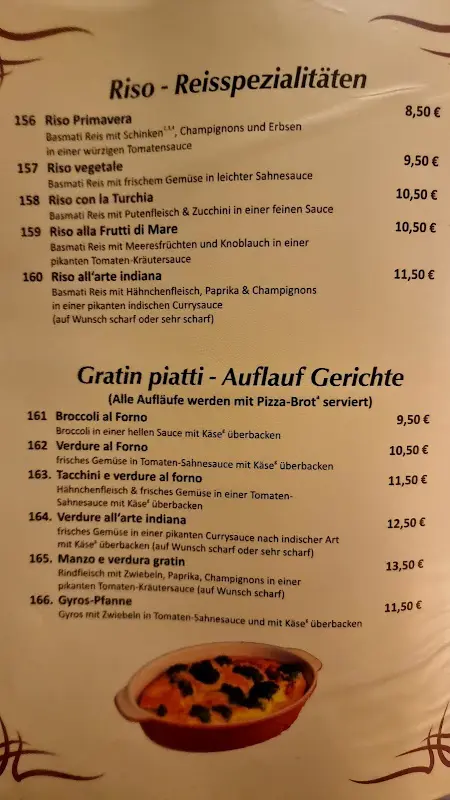 Riso - Reisspezialitäten
156 Riso Primavera 8,50 €
Basmati Reis mit Schinken, Champignons und Erbsen
in einer würzigen Tomatensauce
157 Riso vegetale 9,50 €
Basmati Reis mit frischem Gemüse in leichter Sahnesauce
158 Riso con la Turchia 10,50 €
Basmati Reis mit Putenfleisch & Zucchini in einer feinen Sauce
159 Riso alla Frutti di Mare 10,50 €
Basmati Reis mit Meeresfrüchten und Knoblauch in einer
pikanten Tomaten-Kräutersauce
160 Riso all'arte indiana 11,50 €
Basmati Reis mit Hähnchenfleisch, Paprika & Champignons
in einer pikanten indischen Currysauce
(auf Wunsch scharf oder sehr scharf)
Gratin piatti - Auflauf Gerichte
(Alle Aufläufe werden mit Pizza-Brot serviert)
161 Broccoli al Forno 9,50 €
Broccoli in einer hellen Sauce mit Käse überbacken
162 Verdure al Forno 10,50 €
frisches Gemüse in Tomaten-Sahnesauce mit Käse überbacken
163. Tacchini e verdure al forno 11,50 €
Hähnchenfleisch & frisches Gemüse in einer Tomaten-
Sahnesauce mit Käse überbacken
164. Verdure all'arte indiana 12,50 €
frisches Gemüse in einer pikanten Currysauce nach indischer Art
mit Käse überbacken (auf Wunsch scharf oder sehr scharf)
165. Manzo e verdura gratin 13,50 €
Rindfleisch mit Zwiebeln, Paprika, Champignons in einer
pikanten Tomaten-Kräutersauce (auf Wunsch scharf)
166. Gyros-Pfanne 11,50 €
Gyros mit Zwiebeln in Tomaten-Sahnesauce und mit Käse überbacken